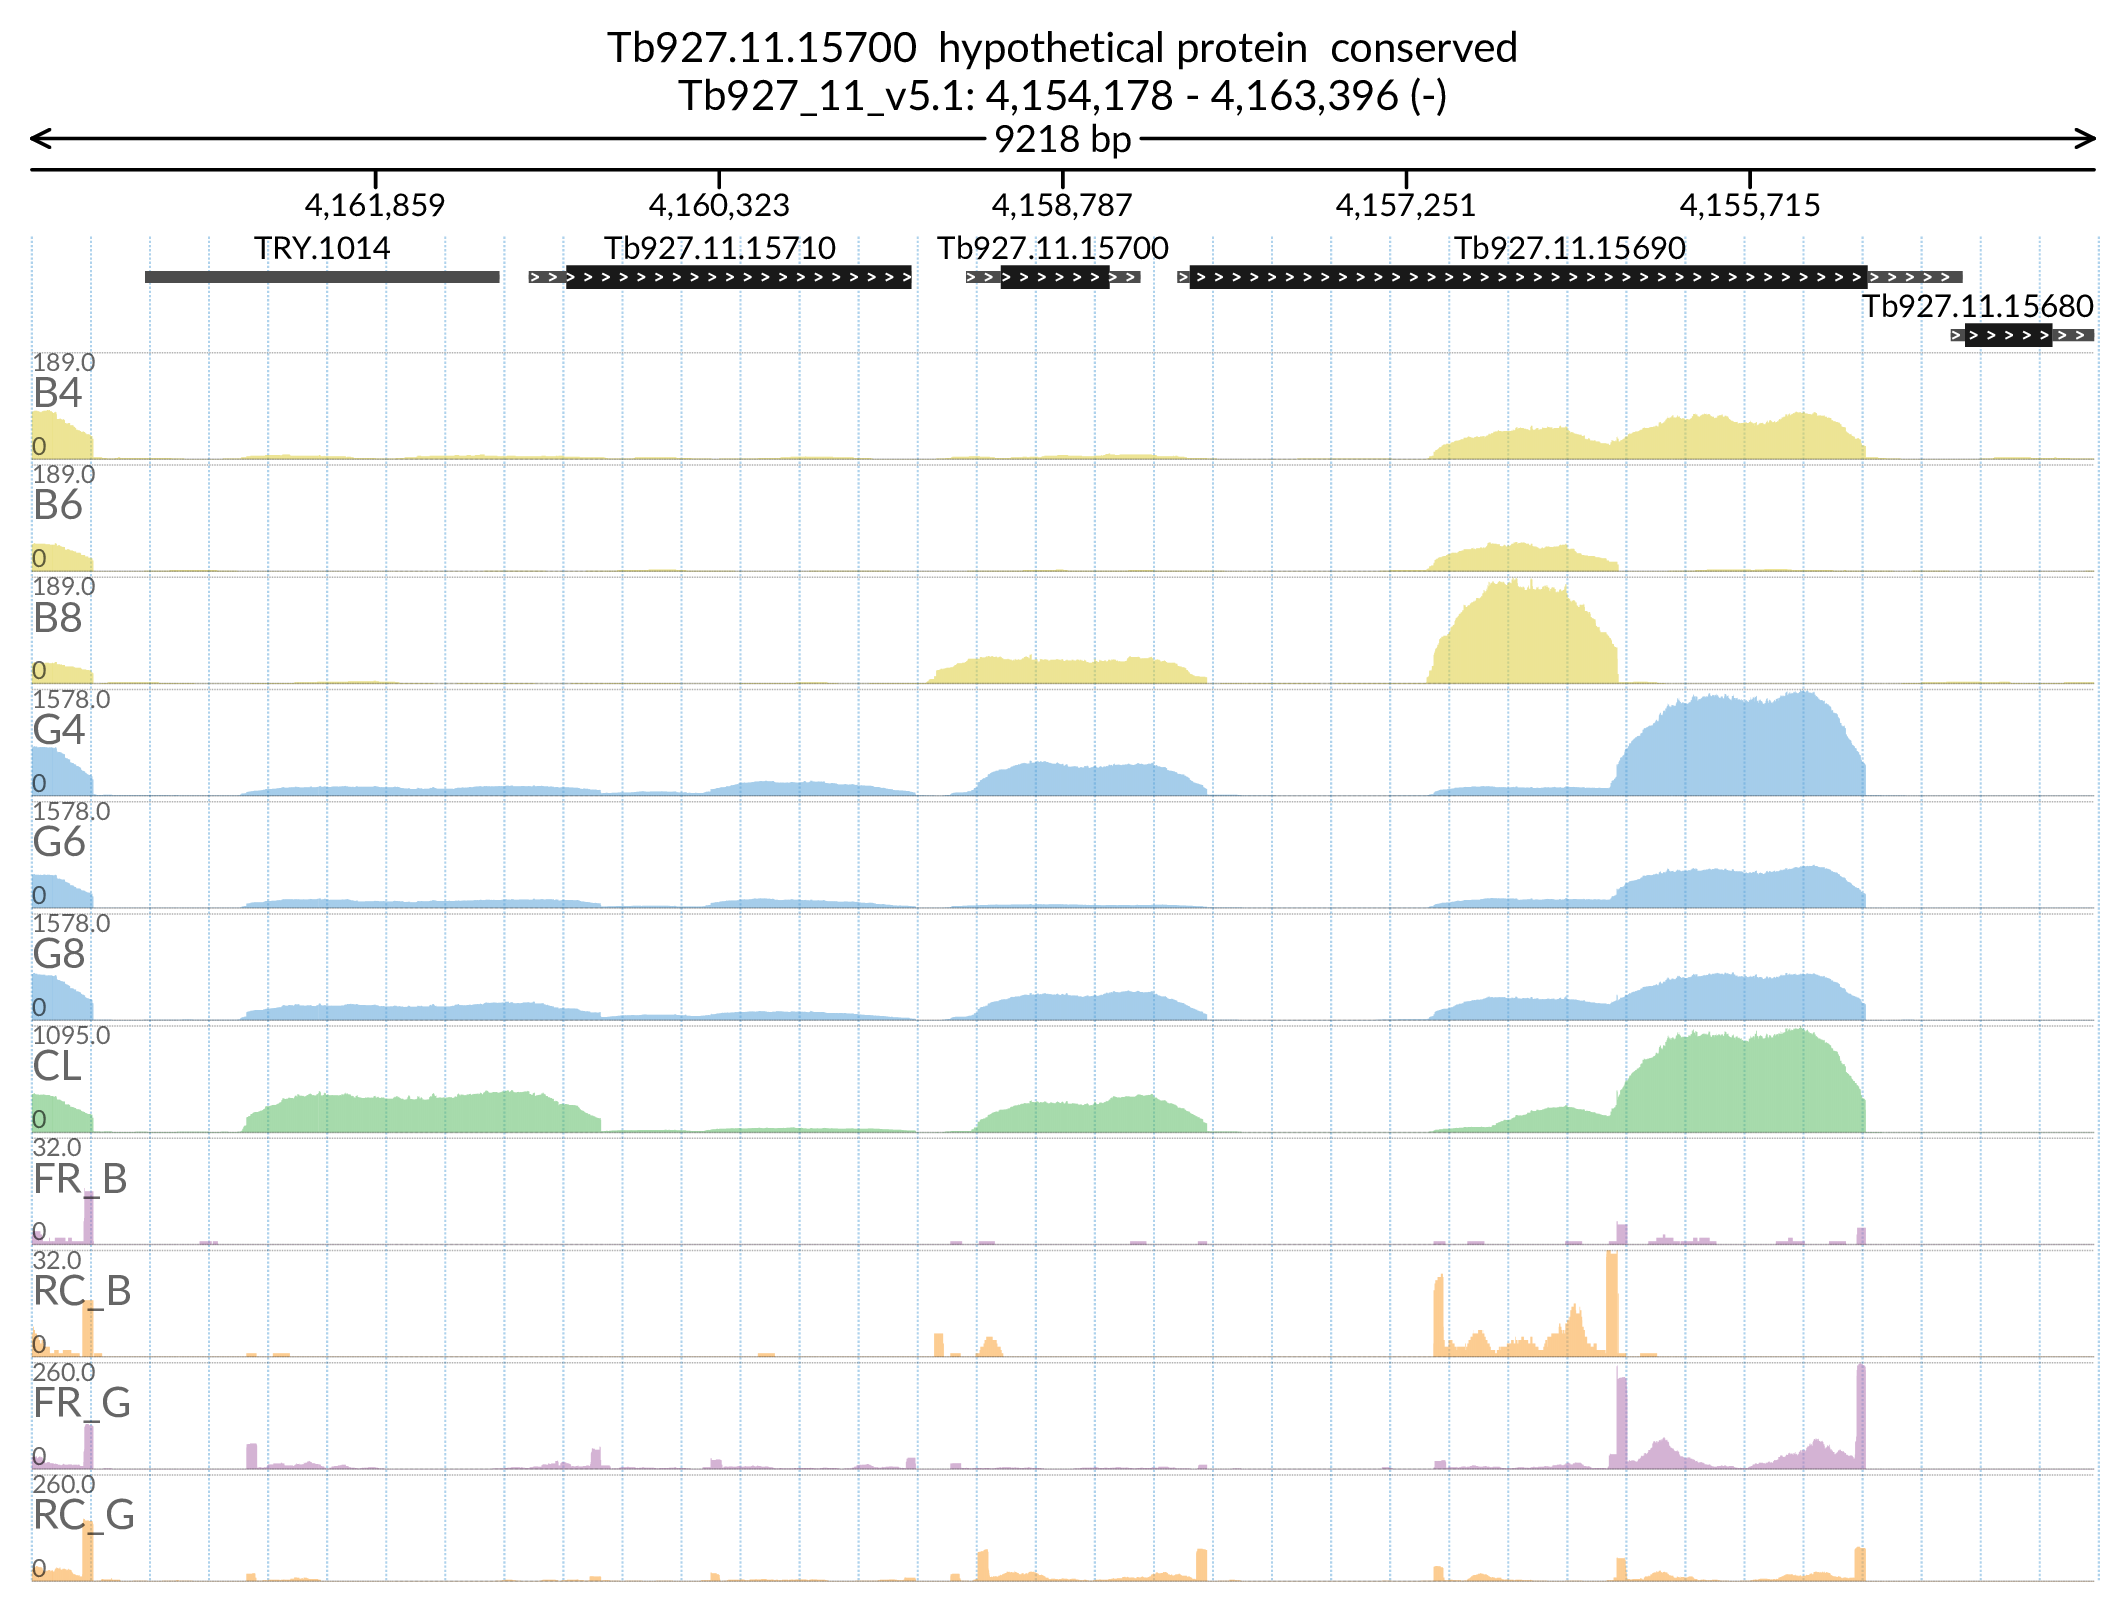 Tb927.11.15700 hypothetical protein conserved
Tb927_11_v5.1: 4,154,178 - 4,163,396 (-)
9218 bp
4,161,859 4,160,323 4,158,787 4,157,251 4,155,715
TRY.1014 Tb927.11.15710 Tb927.11.15700 Tb927.11.15690
Tb927.11.15680
189.0
B4
0
189.0
B6
0
189.0
B8
0
1578.0
G4
0
1578.0
G6
0
1578.0
G8
0
1095.0
CL
0
32.0
FR_B
0
32.0
RC_B
0
260.0
FR_G
0
260.0
RC_G
0